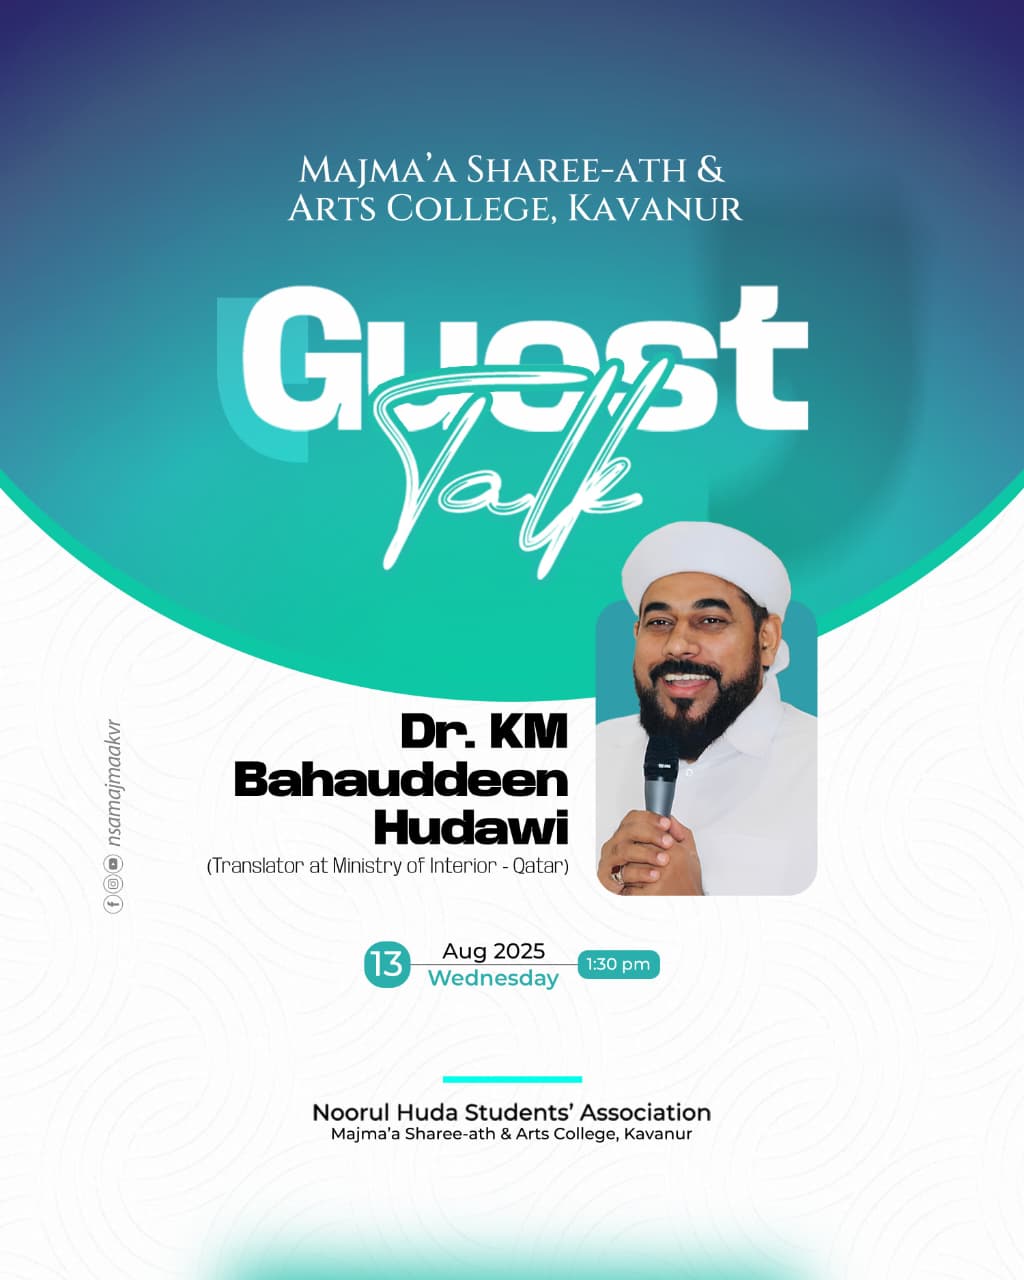 MAJMA'A SHAREE-ATH &
ARTS COLLEGE, KAVANUR
Guest
Talk
Dr. KM
Bahauddeen
Hudawi
(Translator at Ministry of Interior - Qatar)
nsamajmaakvr
13
Aug 2025
Wednesday
1:30 pm
Noorul Huda Students' Association
Majma'a Sharee-ath & Arts College, Kavanur